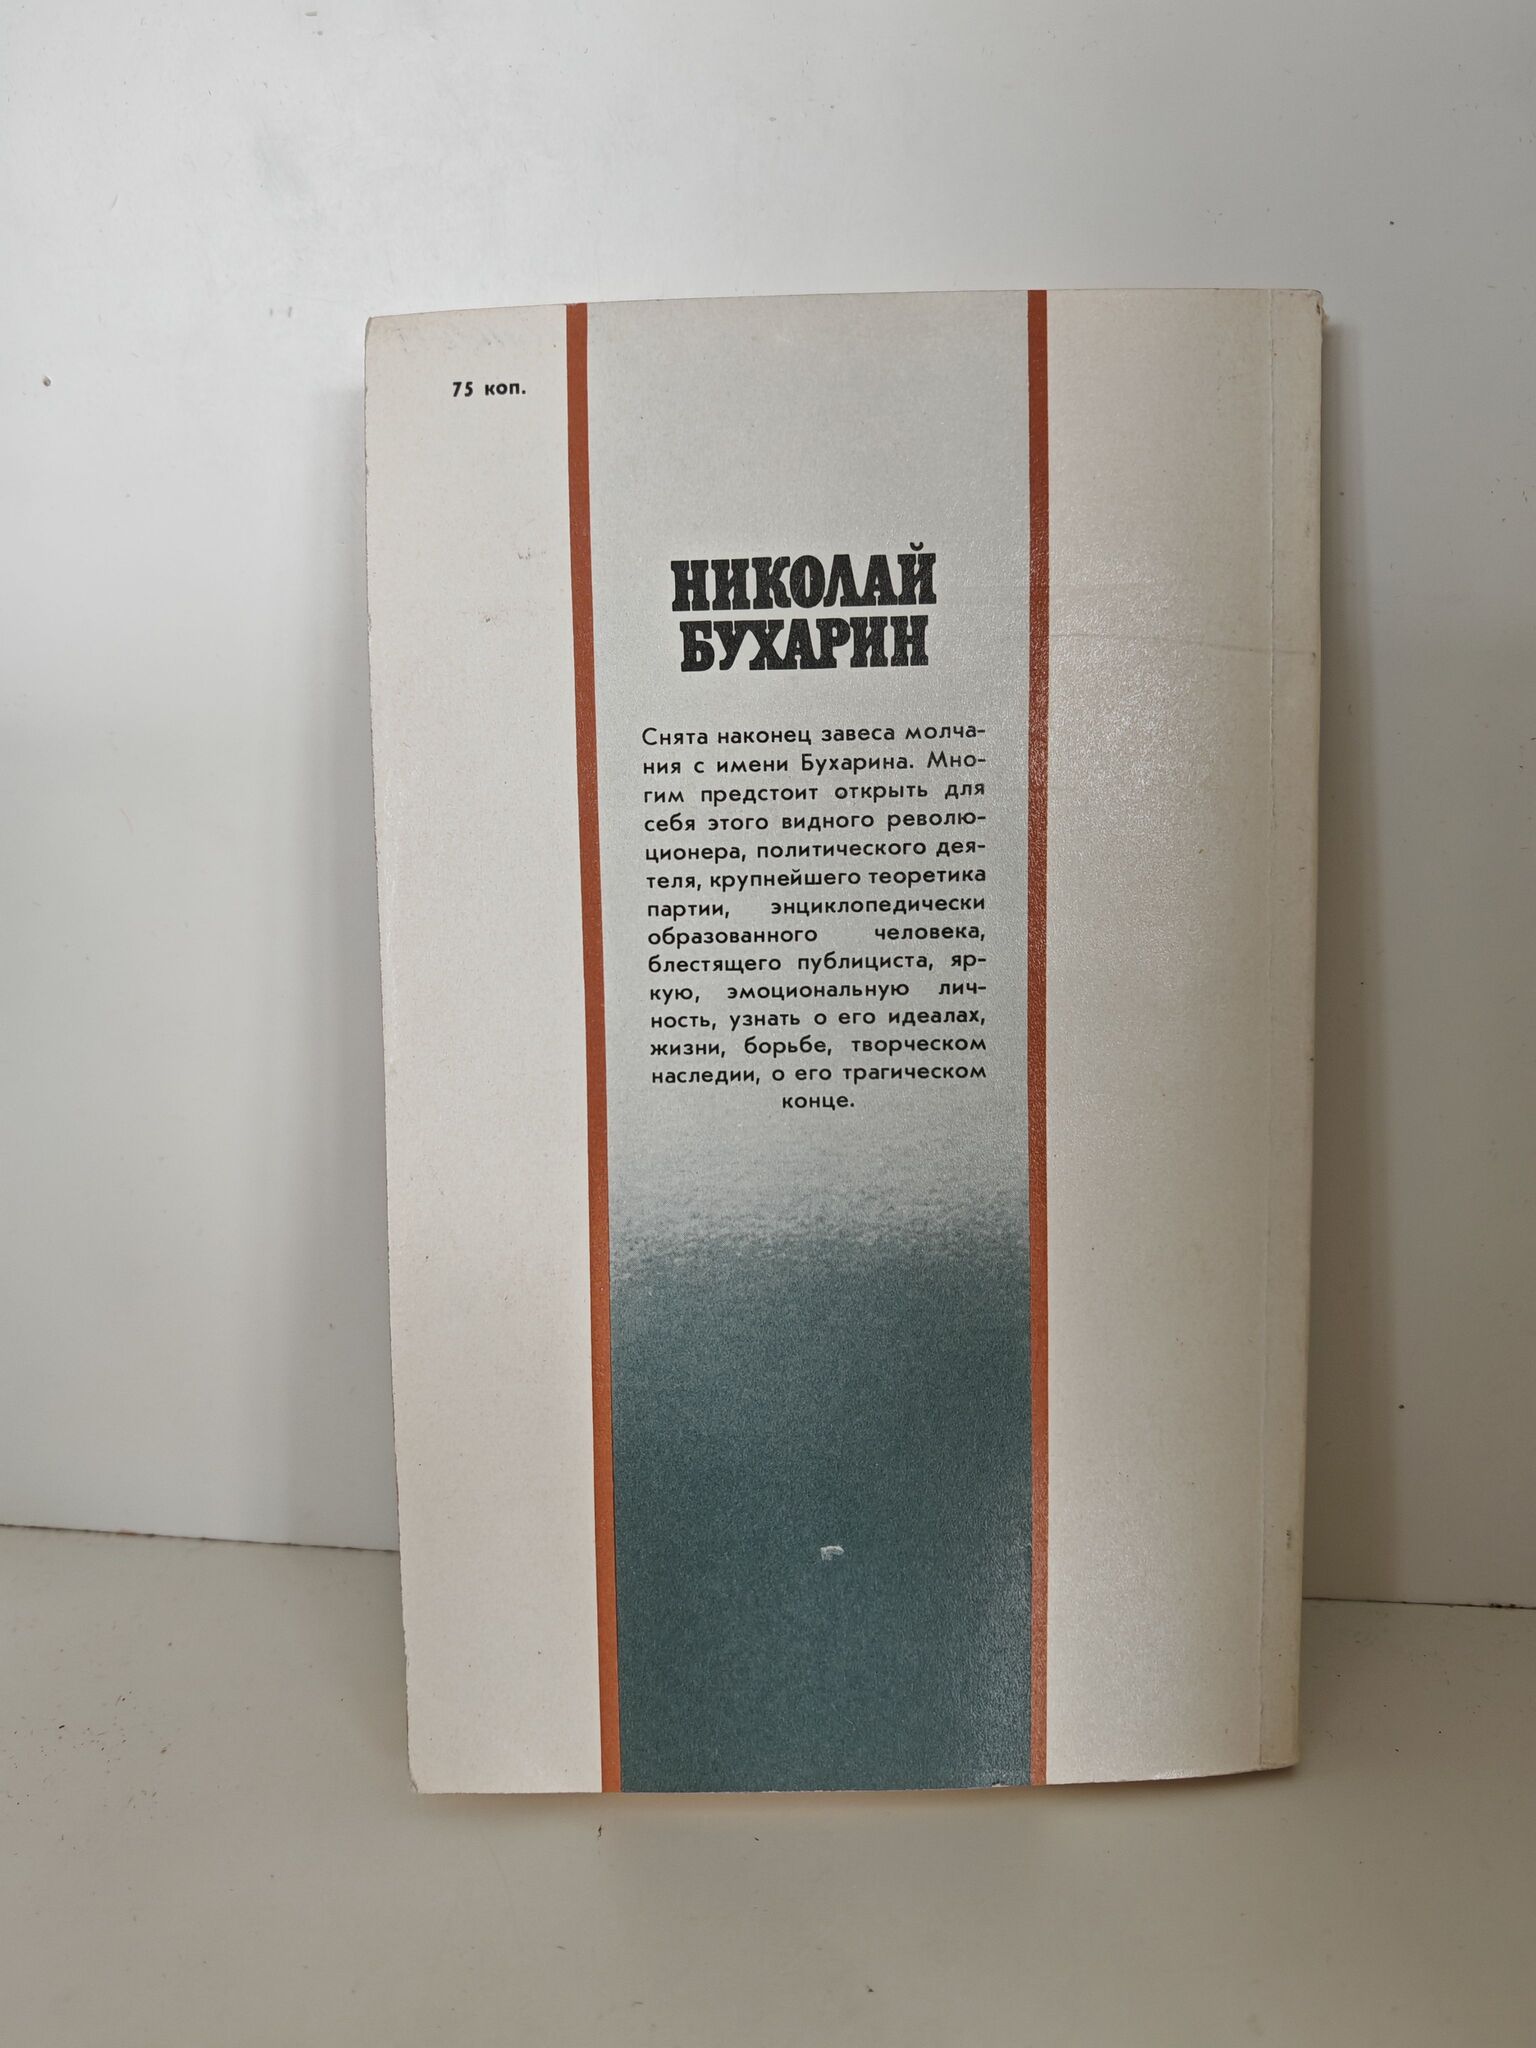 75 коп.
НИКОЛАЙ
БУХАРИН
Снята наконец завеса молча-
ния с имени Бухарина. Мно-
гим предстоит открыть для
себя этого видного револю-
ционера, политического дея-
теля, крупнейшего теоретика
партии, энциклопедически
образованного человека,
блестящего публициста, яр-
кую, эмоциональную лич-
ность, узнать о его идеалах,
жизни, борьбе, творческом
наследии, о его трагическом
конце.